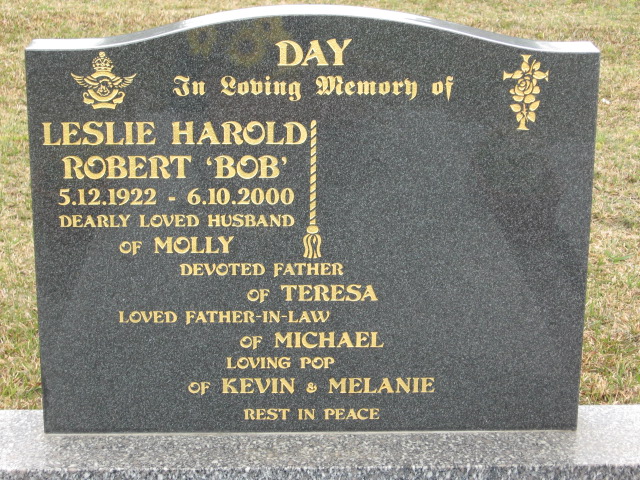 DAY
In Loving Memory of
LESLIE HAROLD
ROBERT 'BOB'
5.12.1922 - 6.10.2000
DEARLY LOVED HUSBAND
OF MOLLY
DEVOTED FATHER
OF TERESA
LOVED FATHER-IN-LAW
OF MICHAEL
LOVING POP
OF KEVIN & MELANIE
REST IN PEACE